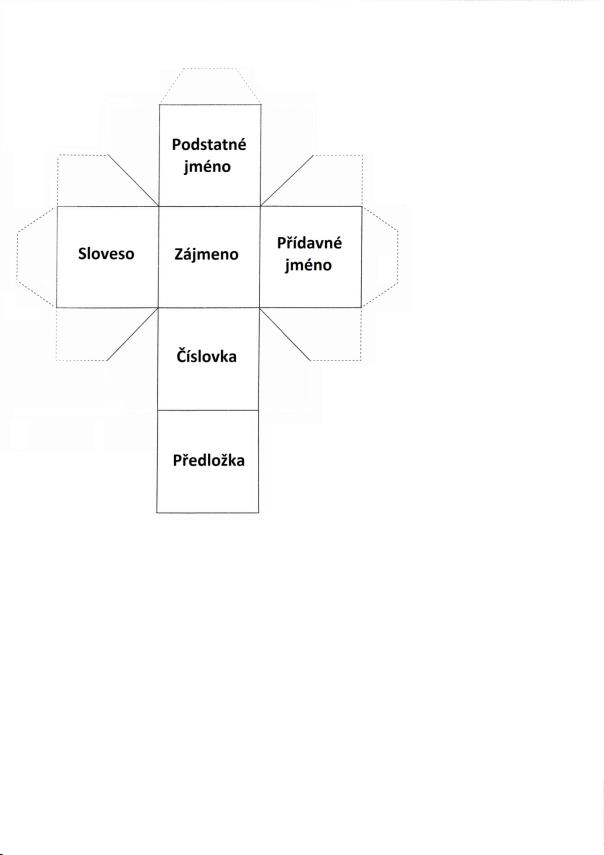 Podstatné
jméno
Sloveso
Zájmeno
Přídavné
jméno
Číslovka
Předložka